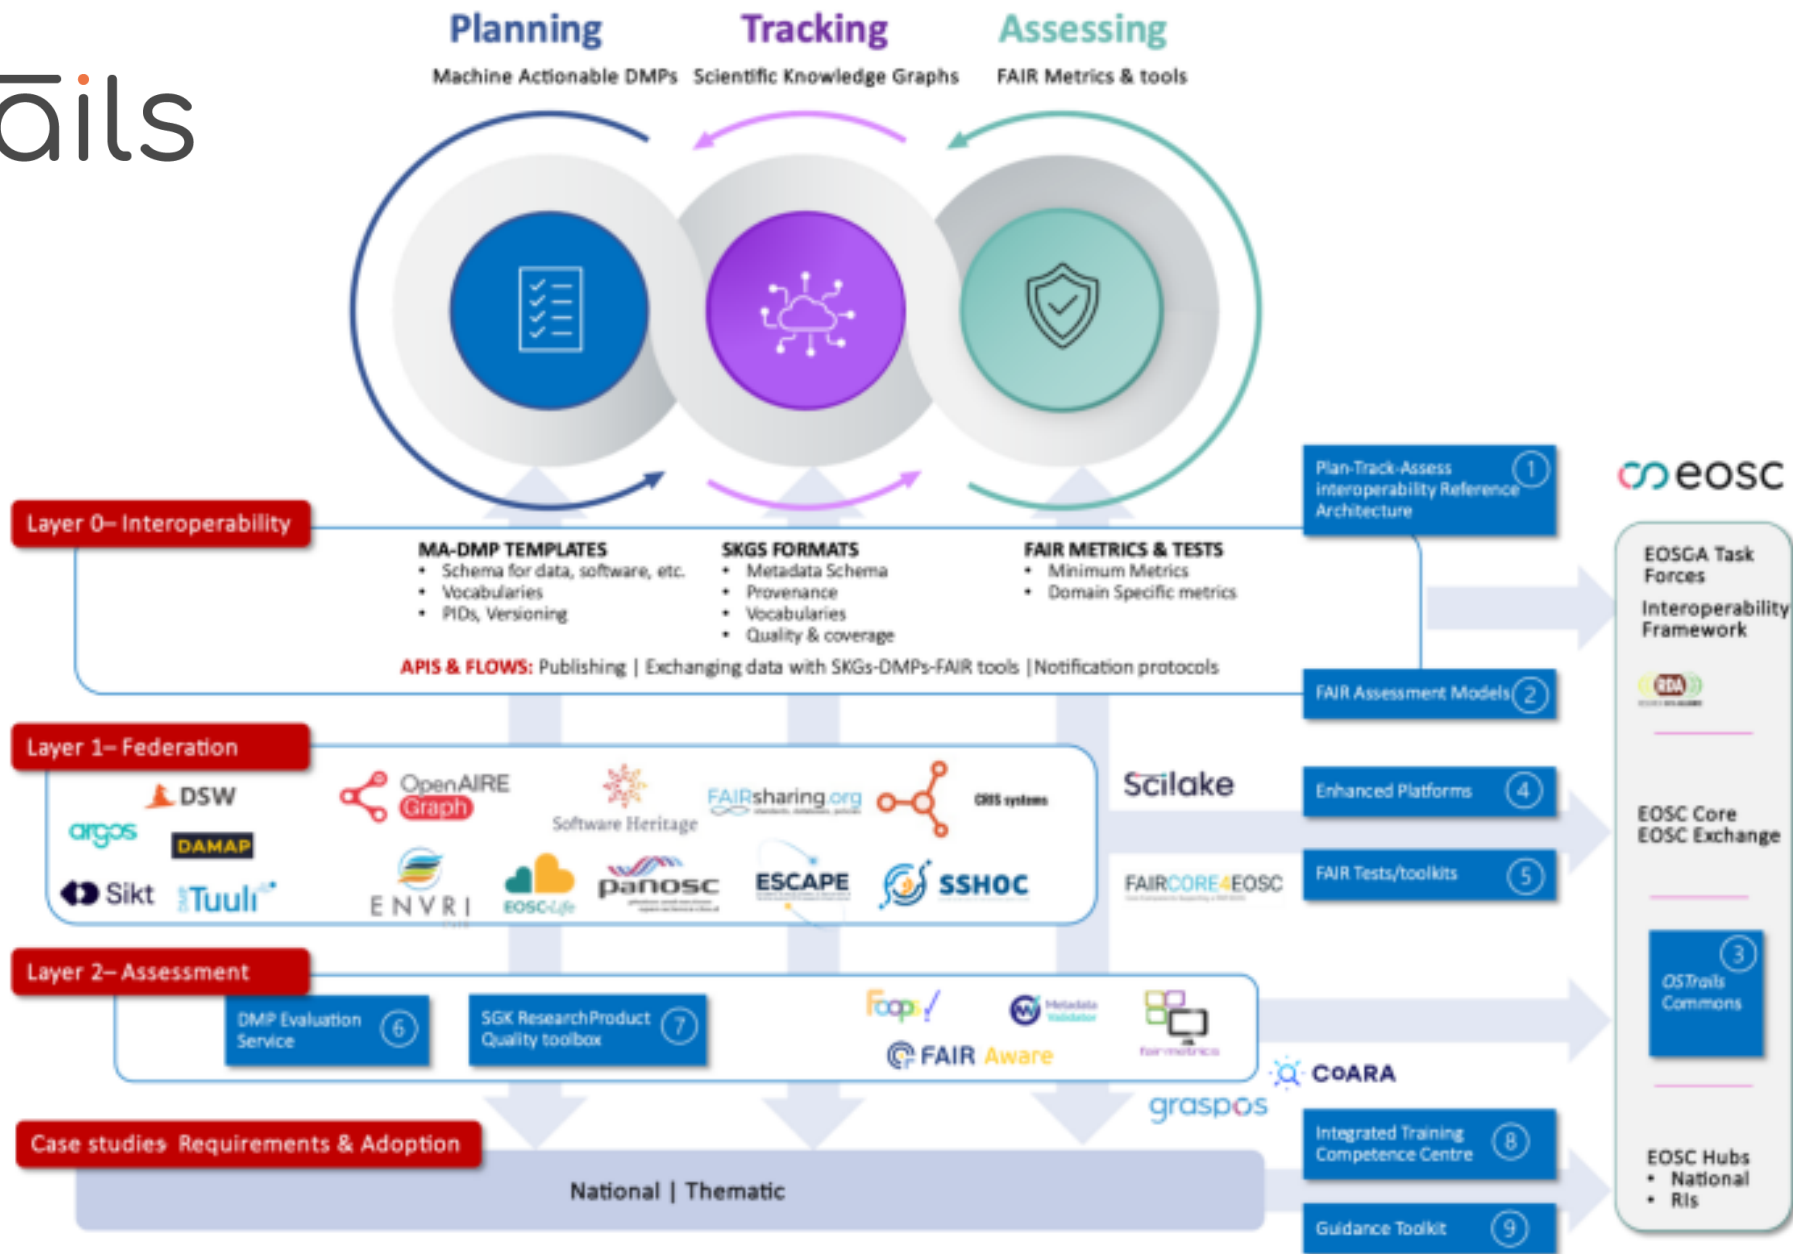 ails
Planning
Tracking
Assessing
Machine Actionable DMPs
Scientific Knowledge Graphs
FAIR Metrics & tools
Plan-Track-Assess
interoperability Reference
Architecture
1
eosc
Layer 0– Interoperability
MA-DMP TEMPLATES
• Schema for data, software, etc.
• Vocabularies
• PIDs, Versioning
SKGS FORMATS
• Metadata Schema
• Provenance
• Vocabularies
• Quality & coverage
FAIR METRICS & TESTS
• Minimum Metrics
• Domain Specific metrics
APIS & FLOWS: Publishing | Exchanging data with SKGs-DMPs-FAIR tools |Notification protocols
FAIR Assessment Models
2
EOSGA Task
Forces
Interoperability
Framework
RDA
Layer 1– Federation
DSW
argos
DAMAP
Sikt
DMP Tuuli
OpenAIRE
Graph
Software Heritage
FAIRsharing.org
CRIS systems
ENVRI
EOSC-Life
panosc
ESCAPE
SSHOC
Scilake
FAIRCORE4EOSC
Enhanced Platforms
4
FAIR Tests/toolkits
5
EOSC Core
EOSC Exchange
Layer 2– Assessment
DMP Evaluation
Service
6
SGK ResearchProduct
Quality toolbox
7
Foops!
Metadata
Validator
FAIR Aware
fairmetrics
3
OSTrails
Commons
COARA
graspos
Case studies Requirements & Adoption
National | Thematic
Integrated Training
Competence Centre
8
Guidance Toolkit
9
EOSC Hubs
• National
• RIs